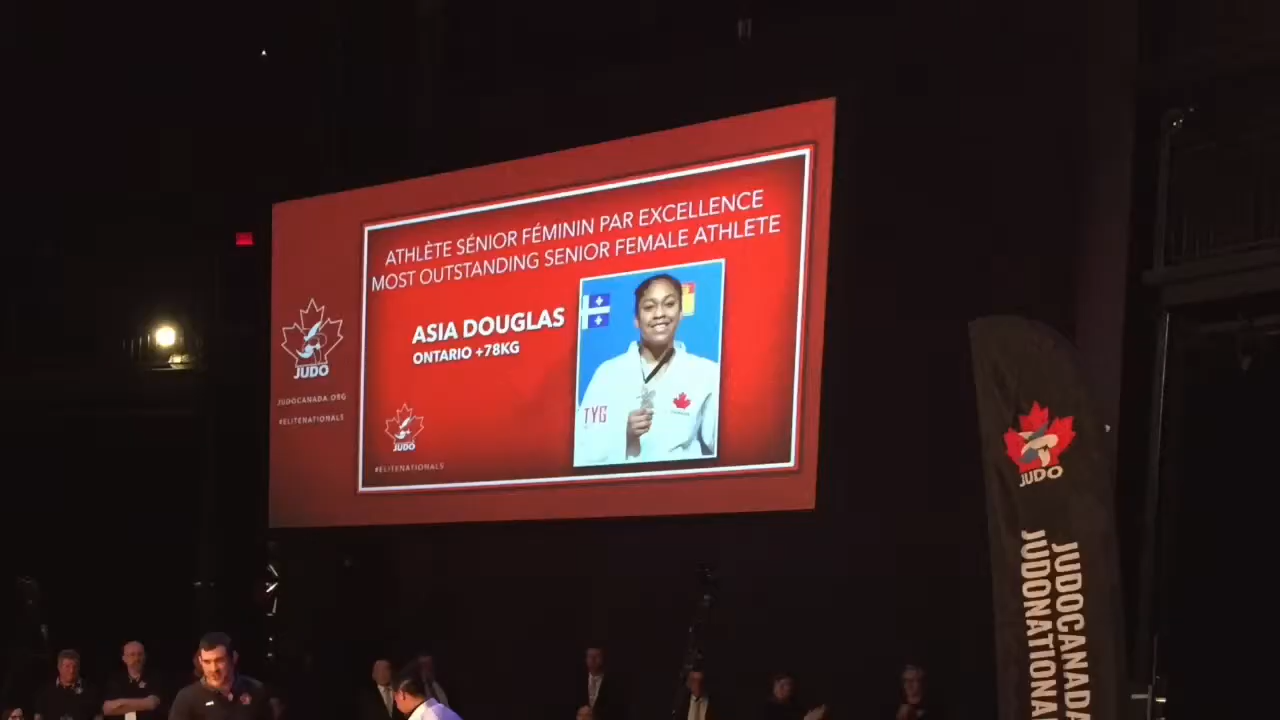 ATHLÈTE SÉNIOR FÉMININ PAR EXCELLENCE
MOST OUTSTANDING SENIOR FEMALE ATHLETE
ASIA DOUGLAS
ONTARIO +78KG
TYG
JUDO
#ELITENATIONALS
JUDO
JUDOCANADA.ORG
#ELITENATIONALS
JUDO
JUDOCANADA
JUDONATIONA